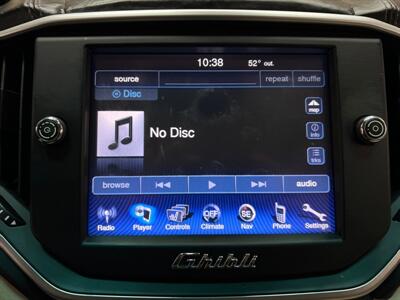 10:38 52° out.
source repeat shuffle
Disc
map
No Disc
info
trks
browse audio
OFF SE
Radio Player Controls Climate Nav Phone Settings
Ghibli